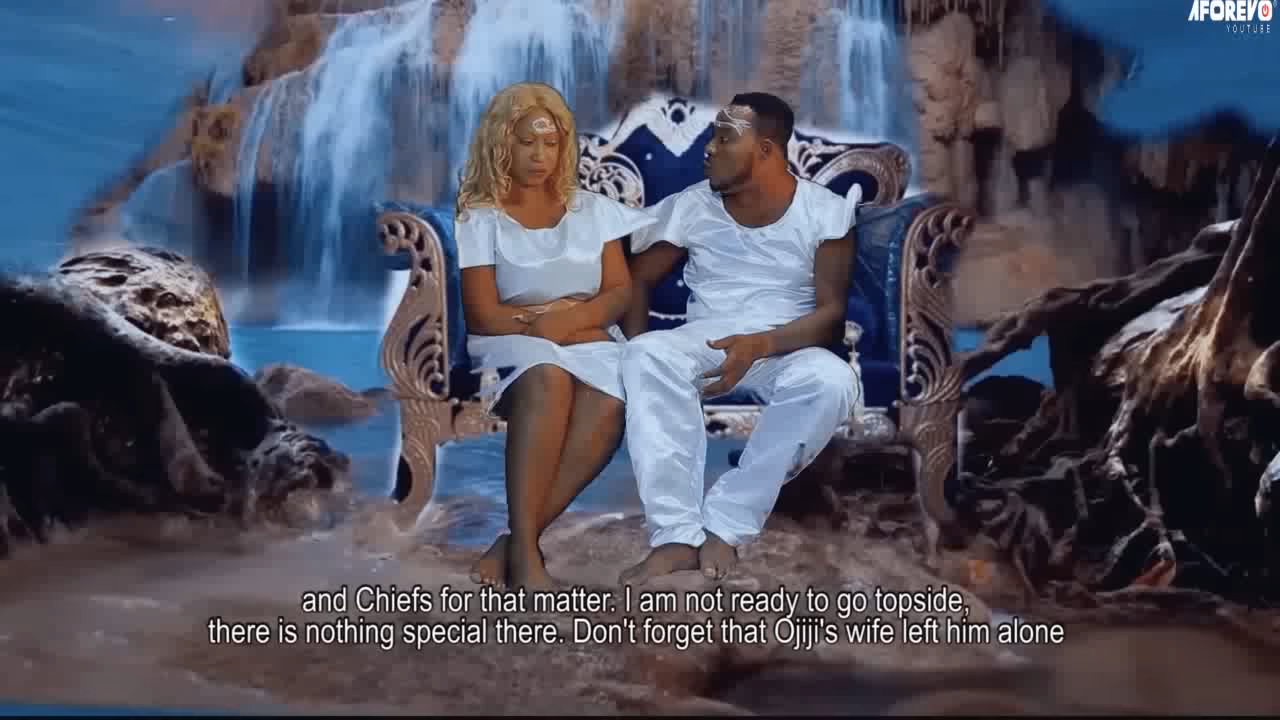 AFOREVO
YOUTUBE
and Chiefs for that matter. I am not ready to go topside,
there is nothing special there. Don't forget that Ojiji's wife left him alone